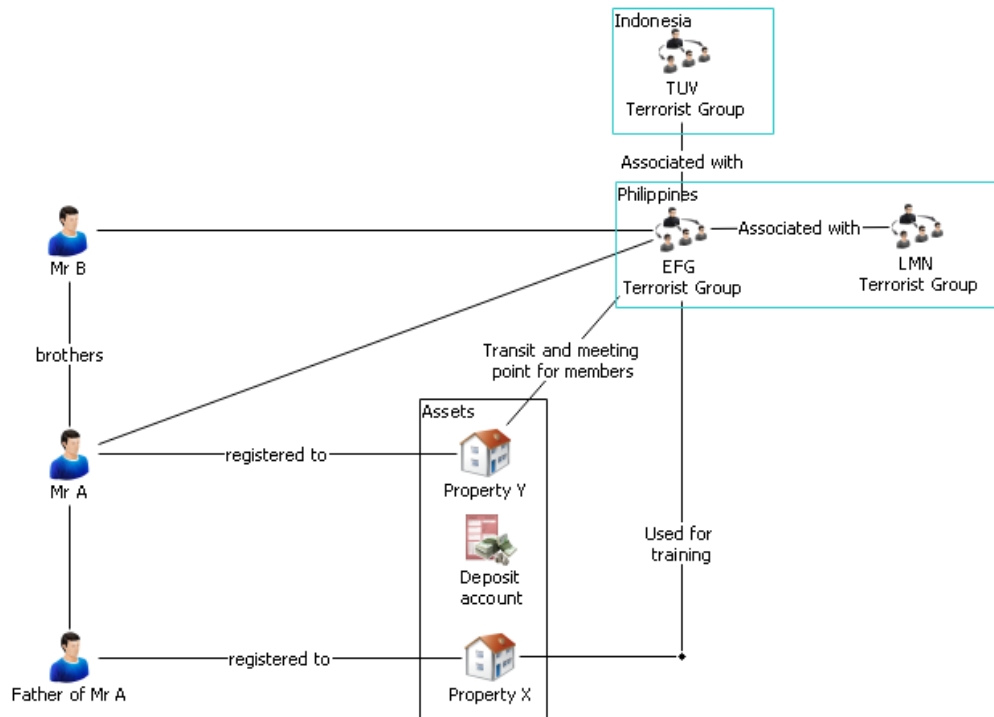 Indonesia
TUV
Terrorist Group
Associated with
Philippines
EFG
Terrorist Group
Associated with
LMN
Terrorist Group
Mr B
brothers
Transit and meeting
point for members
Assets
Mr A
registered to
Property Y
Deposit
account
Used for
training
Father of Mr A
registered to
Property X